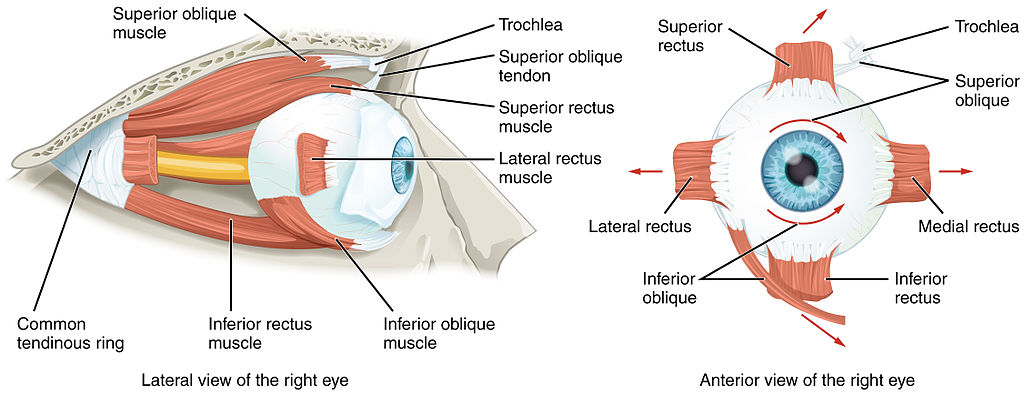 Superior oblique
muscle
Trochlea
Superior oblique
tendon
Superior rectus
muscle
Lateral rectus
muscle
Common
tendinous ring
Inferior rectus
muscle
Inferior oblique
muscle
Lateral view of the right eye
Superior
rectus
Trochlea
Superior
oblique
Lateral rectus
Medial rectus
Inferior
oblique
Inferior
rectus
Anterior view of the right eye